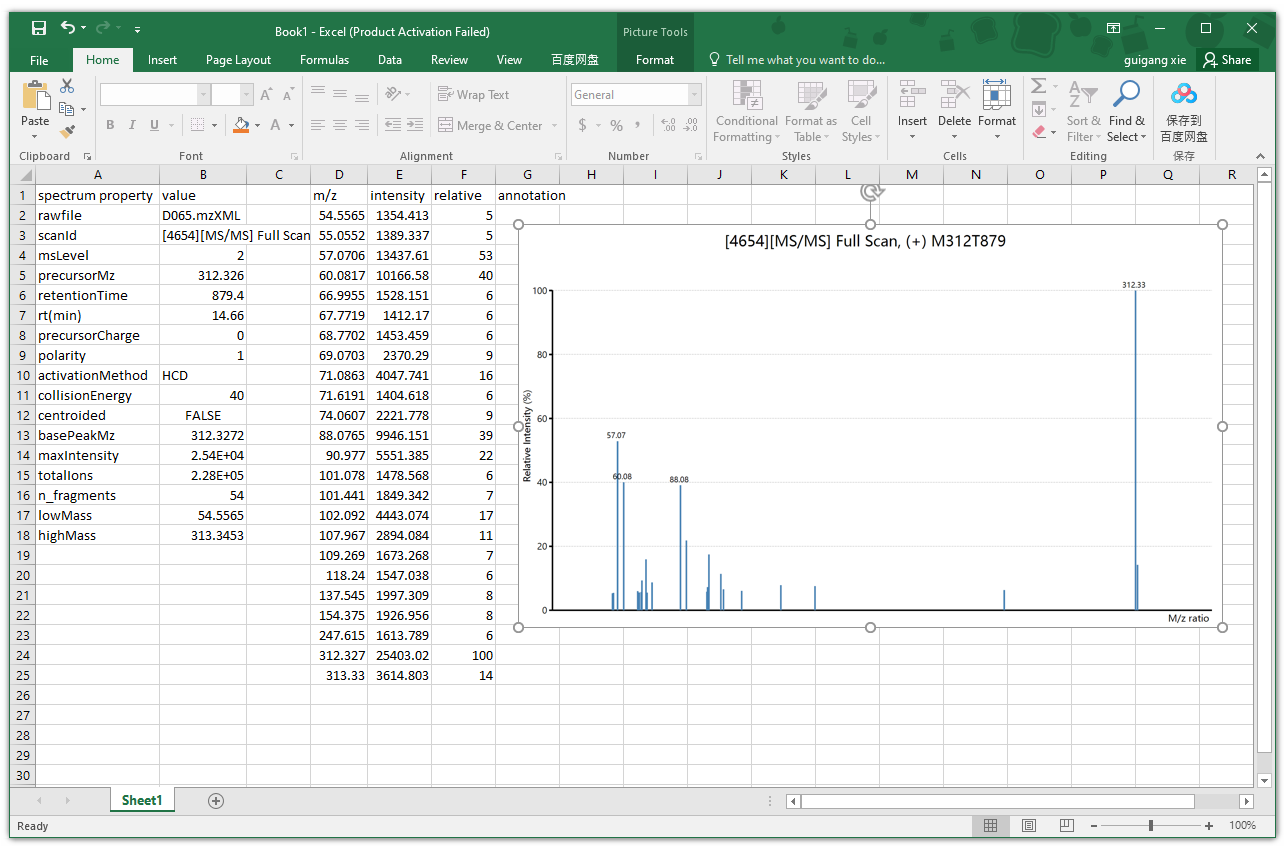 Book1 - Excel (Product Activation Failed)
Picture Tools
File Home Insert Page Layout Formulas Data Review View 百度网盘 Format Tell me what you want to do... guigang xie Share
Paste
B I U A
A A
Wrap Text
Merge & Center
General
$ % ,
Conditional Formatting
Format as Table
Cell Styles
Insert Delete Format
Sort & Filter
Find & Select
保存到
百度网盘
Clipboard Font Alignment Number Styles Cells Editing 保存
A B C D E F G H I J K L M N O P Q R
1 spectrum property value m/z intensity relative annotation
2 rawfile D065.mzXML 54.5565 1354.413 5
3 scanId [4654][MS/MS] Full Scan 55.0552 1389.337 5
4 msLevel 2 57.0706 13437.61 53
5 precursorMz 312.326 60.0817 10166.58 40
6 retentionTime 879.4 66.9955 1528.151 6
7 rt(min) 14.66 67.7719 1412.17 6
8 precursorCharge 0 68.7702 1453.459 6
9 polarity 1 69.0703 2370.29 9
10 activationMethod HCD 71.0863 4047.741 16
11 collisionEnergy 40 71.6191 1404.618 6
12 centroided FALSE 74.0607 2221.778 9
13 basePeakMz 312.3272 88.0765 9946.151 39
14 maxIntensity 2.54E+04 90.977 5551.385 22
15 totalIons 2.28E+05 101.078 1478.568 6
16 n_fragments 54 101.441 1849.342 7
17 lowMass 54.5565 102.092 4443.074 17
18 highMass 313.3453 107.967 2894.084 11
19 109.269 1673.268 7
20 118.24 1547.038 6
21 137.545 1997.309 8
22 154.375 1926.956 8
23 247.615 1613.789 6
24 312.327 25403.02 100
25 313.33 3614.803 14
26
27
28
29
30
[4654][MS/MS] Full Scan, (+) M312T879
312.33
100
80
60
57.07
60.08
88.08
40
20
0
Relative Intensity (%)
M/z ratio
Sheet1
Ready
100%